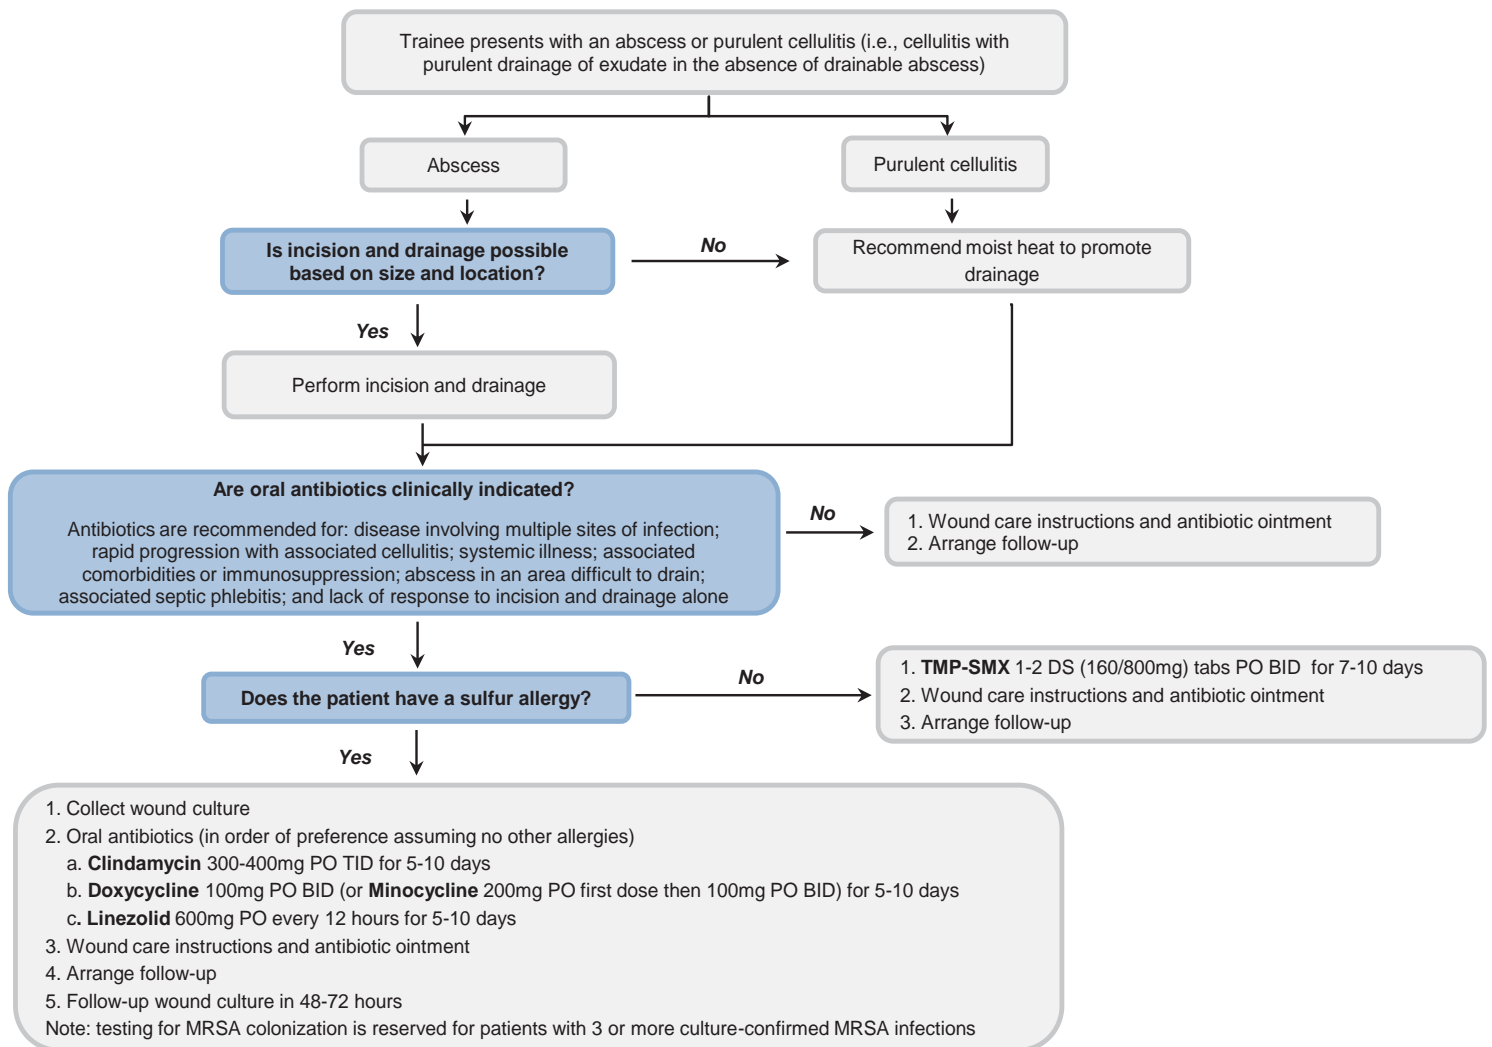 Trainee presents with an abscess or purulent cellulitis (i.e., cellulitis with
purulent drainage of exudate in the absence of drainable abscess)
Abscess
Purulent cellulitis
Is incision and drainage possible
based on size and location?
No
Recommend moist heat to promote
drainage
Yes
Perform incision and drainage
Are oral antibiotics clinically indicated?
Antibiotics are recommended for: disease involving multiple sites of infection;
rapid progression with associated cellulitis; systemic illness; associated
comorbidities or immunosuppression; abscess in an area difficult to drain;
associated septic phlebitis; and lack of response to incision and drainage alone
No
1. Wound care instructions and antibiotic ointment
2. Arrange follow-up
Yes
Does the patient have a sulfur allergy?
No
1. TMP-SMX 1-2 DS (160/800mg) tabs PO BID for 7-10 days
2. Wound care instructions and antibiotic ointment
3. Arrange follow-up
Yes
1. Collect wound culture
2. Oral antibiotics (in order of preference assuming no other allergies)
a. Clindamycin 300-400mg PO TID for 5-10 days
b. Doxycycline 100mg PO BID (or Minocycline 200mg PO first dose then 100mg PO BID) for 5-10 days
c. Linezolid 600mg PO every 12 hours for 5-10 days
3. Wound care instructions and antibiotic ointment
4. Arrange follow-up
5. Follow-up wound culture in 48-72 hours
Note: testing for MRSA colonization is reserved for patients with 3 or more culture-confirmed MRSA infections